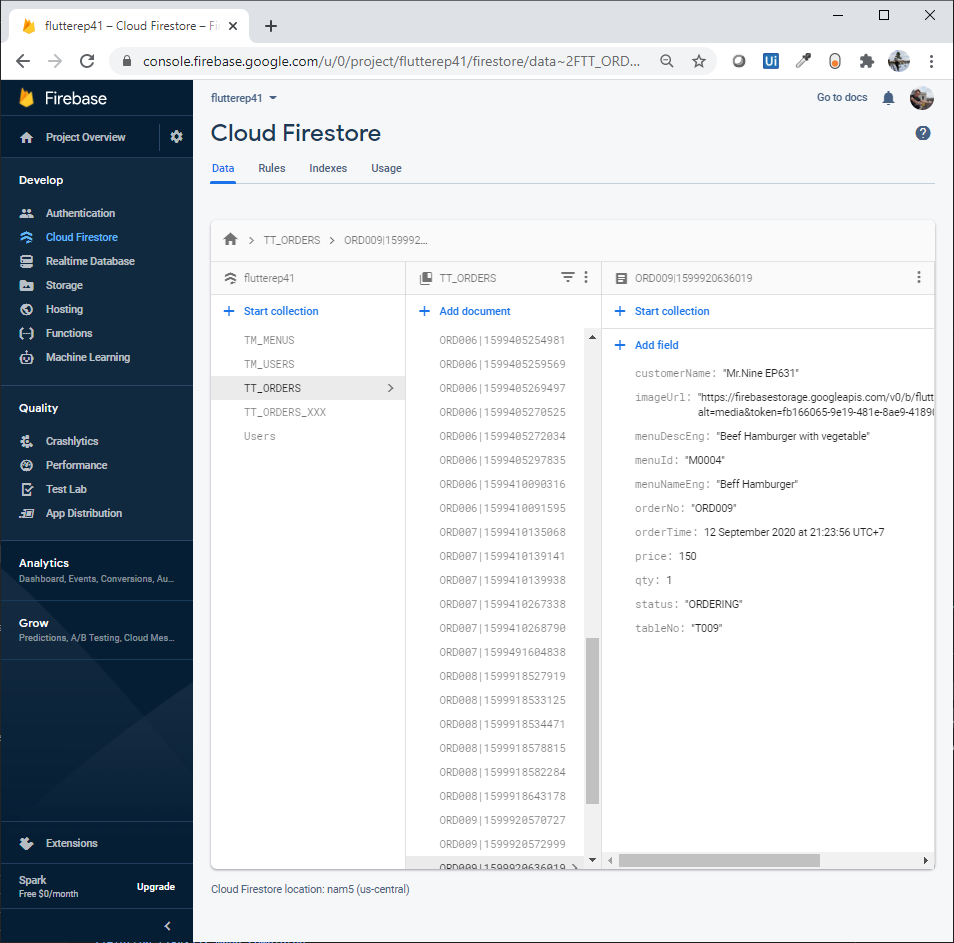 flutterep41 – Cloud Firestore – Fi
console.firebase.google.com/u/0/project/flutterep41/firestore/data~2FTT_ORD...
Ui
Firebase
Project Overview
Develop
Authentication
Cloud Firestore
Realtime Database
Storage
Hosting
Functions
Machine Learning
Quality
Crashlytics
Performance
Test Lab
App Distribution
Analytics
Dashboard, Events, Conversions, Au...
Grow
Predictions, A/B Testing, Cloud Mes...
Extensions
Spark
Free $0/month
Upgrade
flutterep41
Go to docs
Cloud Firestore
Data Rules Indexes Usage
TT_ORDERS > ORD009|159992...
flutterep41
Start collection
TM_MENUS
TM_USERS
TT_ORDERS
TT_ORDERS_XXX
Users
TT_ORDERS
Add document
ORD006|1599405254981
ORD006|1599405259569
ORD006|1599405269497
ORD006|1599405270525
ORD006|1599405272034
ORD006|1599405297835
ORD006|1599410090316
ORD006|1599410091595
ORD007|1599410135068
ORD007|1599410139141
ORD007|1599410139938
ORD007|1599410267338
ORD007|1599410268790
ORD007|1599491604838
ORD008|1599918527919
ORD008|1599918533125
ORD008|1599918534471
ORD008|1599918578815
ORD008|1599918582284
ORD008|1599918643178
ORD009|1599920570727
ORD009|1599920572999
ORD009|1599920636019
ORD009|1599920636019
Start collection
Add field
customerName: "Mr.Nine EP631"
imageUrl: "https://firebasestorage.googleapis.com/v0/b/flutt
alt=media&token=fb166065-9e19-481e-8ae9-41890
menuDescEng: "Beef Hamburger with vegetable"
menuId: "M0004"
menuNameEng: "Beff Hamburger"
orderNo: "ORD009"
orderTime: 12 September 2020 at 21:23:56 UTC+7
price: 150
qty: 1
status: "ORDERING"
tableNo: "T009"
Cloud Firestore location: nam5 (us-central)